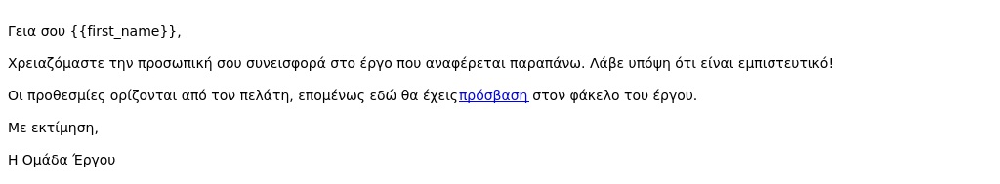 Γεια σου {{first_name}},
Χρειαζόμαστε την προσωπική σου συνεισφορά στο έργο που αναφέρεται παραπάνω. Λάβε υπόψη ότι είναι εμπιστευτικό!
Οι προθεσμίες ορίζονται από τον πελάτη, επομένως εδώ θα έχεις πρόσβαση στον φάκελο του έργου.
Με εκτίμηση,
Η Ομάδα Έργου